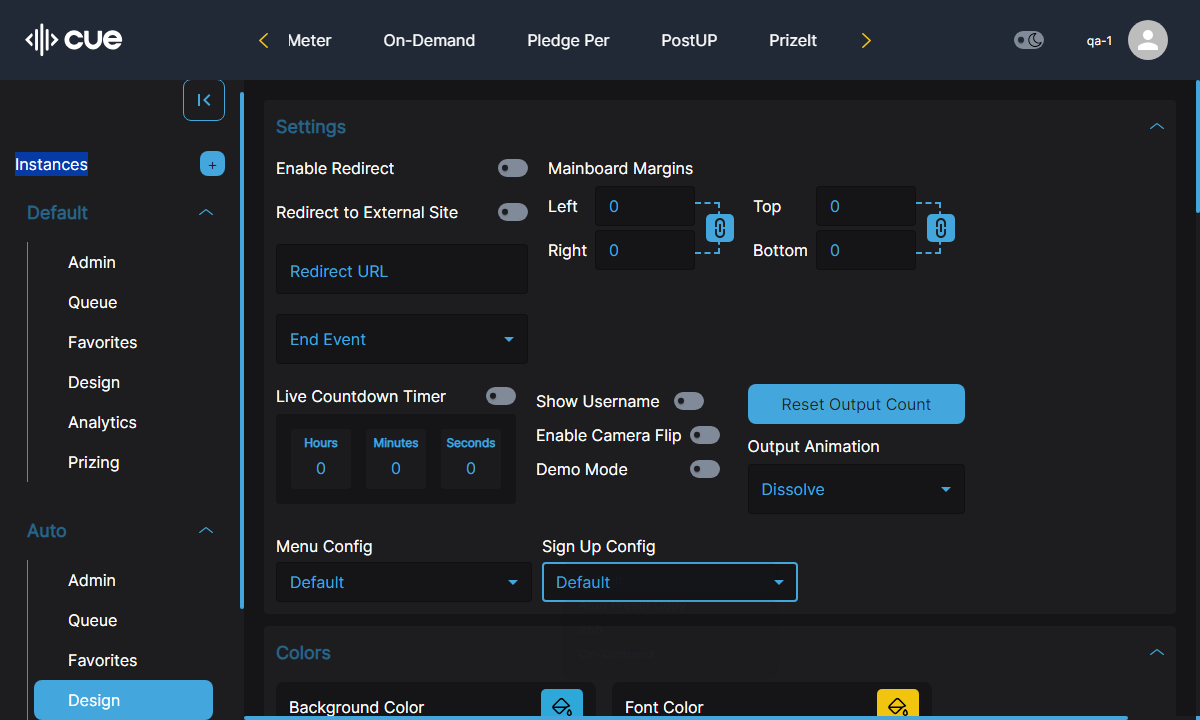 cue
Meter
On-Demand
Pledge Per
PostUP
PrizeIt
qa-1
Instances
+
Default
Admin
Queue
Favorites
Design
Analytics
Prizing
Auto
Admin
Queue
Favorites
Design
Settings
Enable Redirect
Redirect to External Site
Redirect URL
End Event
Mainboard Margins
Left 0
Right 0
Top 0
Bottom 0
Live Countdown Timer
Hours Minutes Seconds
0 0 0
Show Username
Enable Camera Flip
Demo Mode
Reset Output Count
Output Animation
Dissolve
Menu Config
Default
Sign Up Config
Default
Colors
Background Color
Font Color